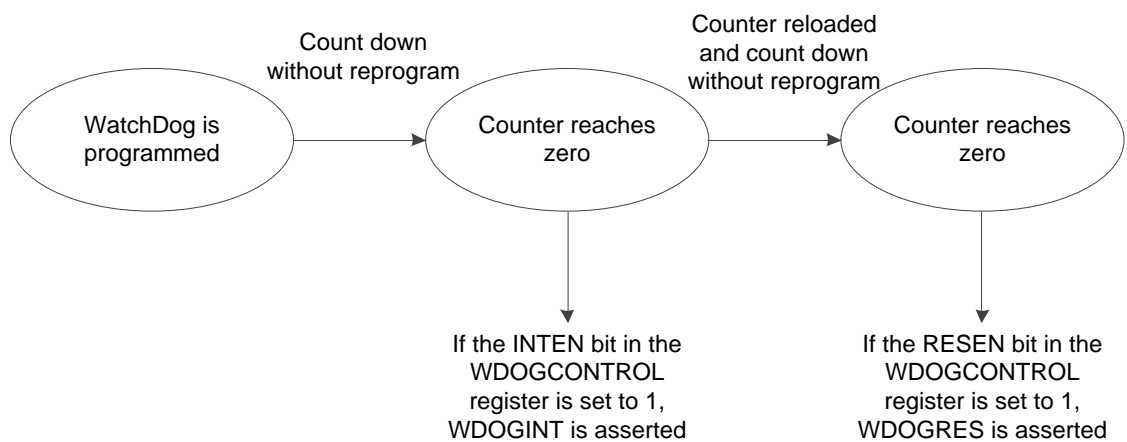 Count down
without reprogram
Counter reloaded
and count down
without reprogram
WatchDog is
programmed
Counter reaches
zero
Counter reaches
zero
If the INTEN bit in the
WDOGCONTROL
register is set to 1,
WDOGINT is asserted
If the RESEN bit in the
WDOGCONTROL
register is set to 1,
WDOGRES is asserted